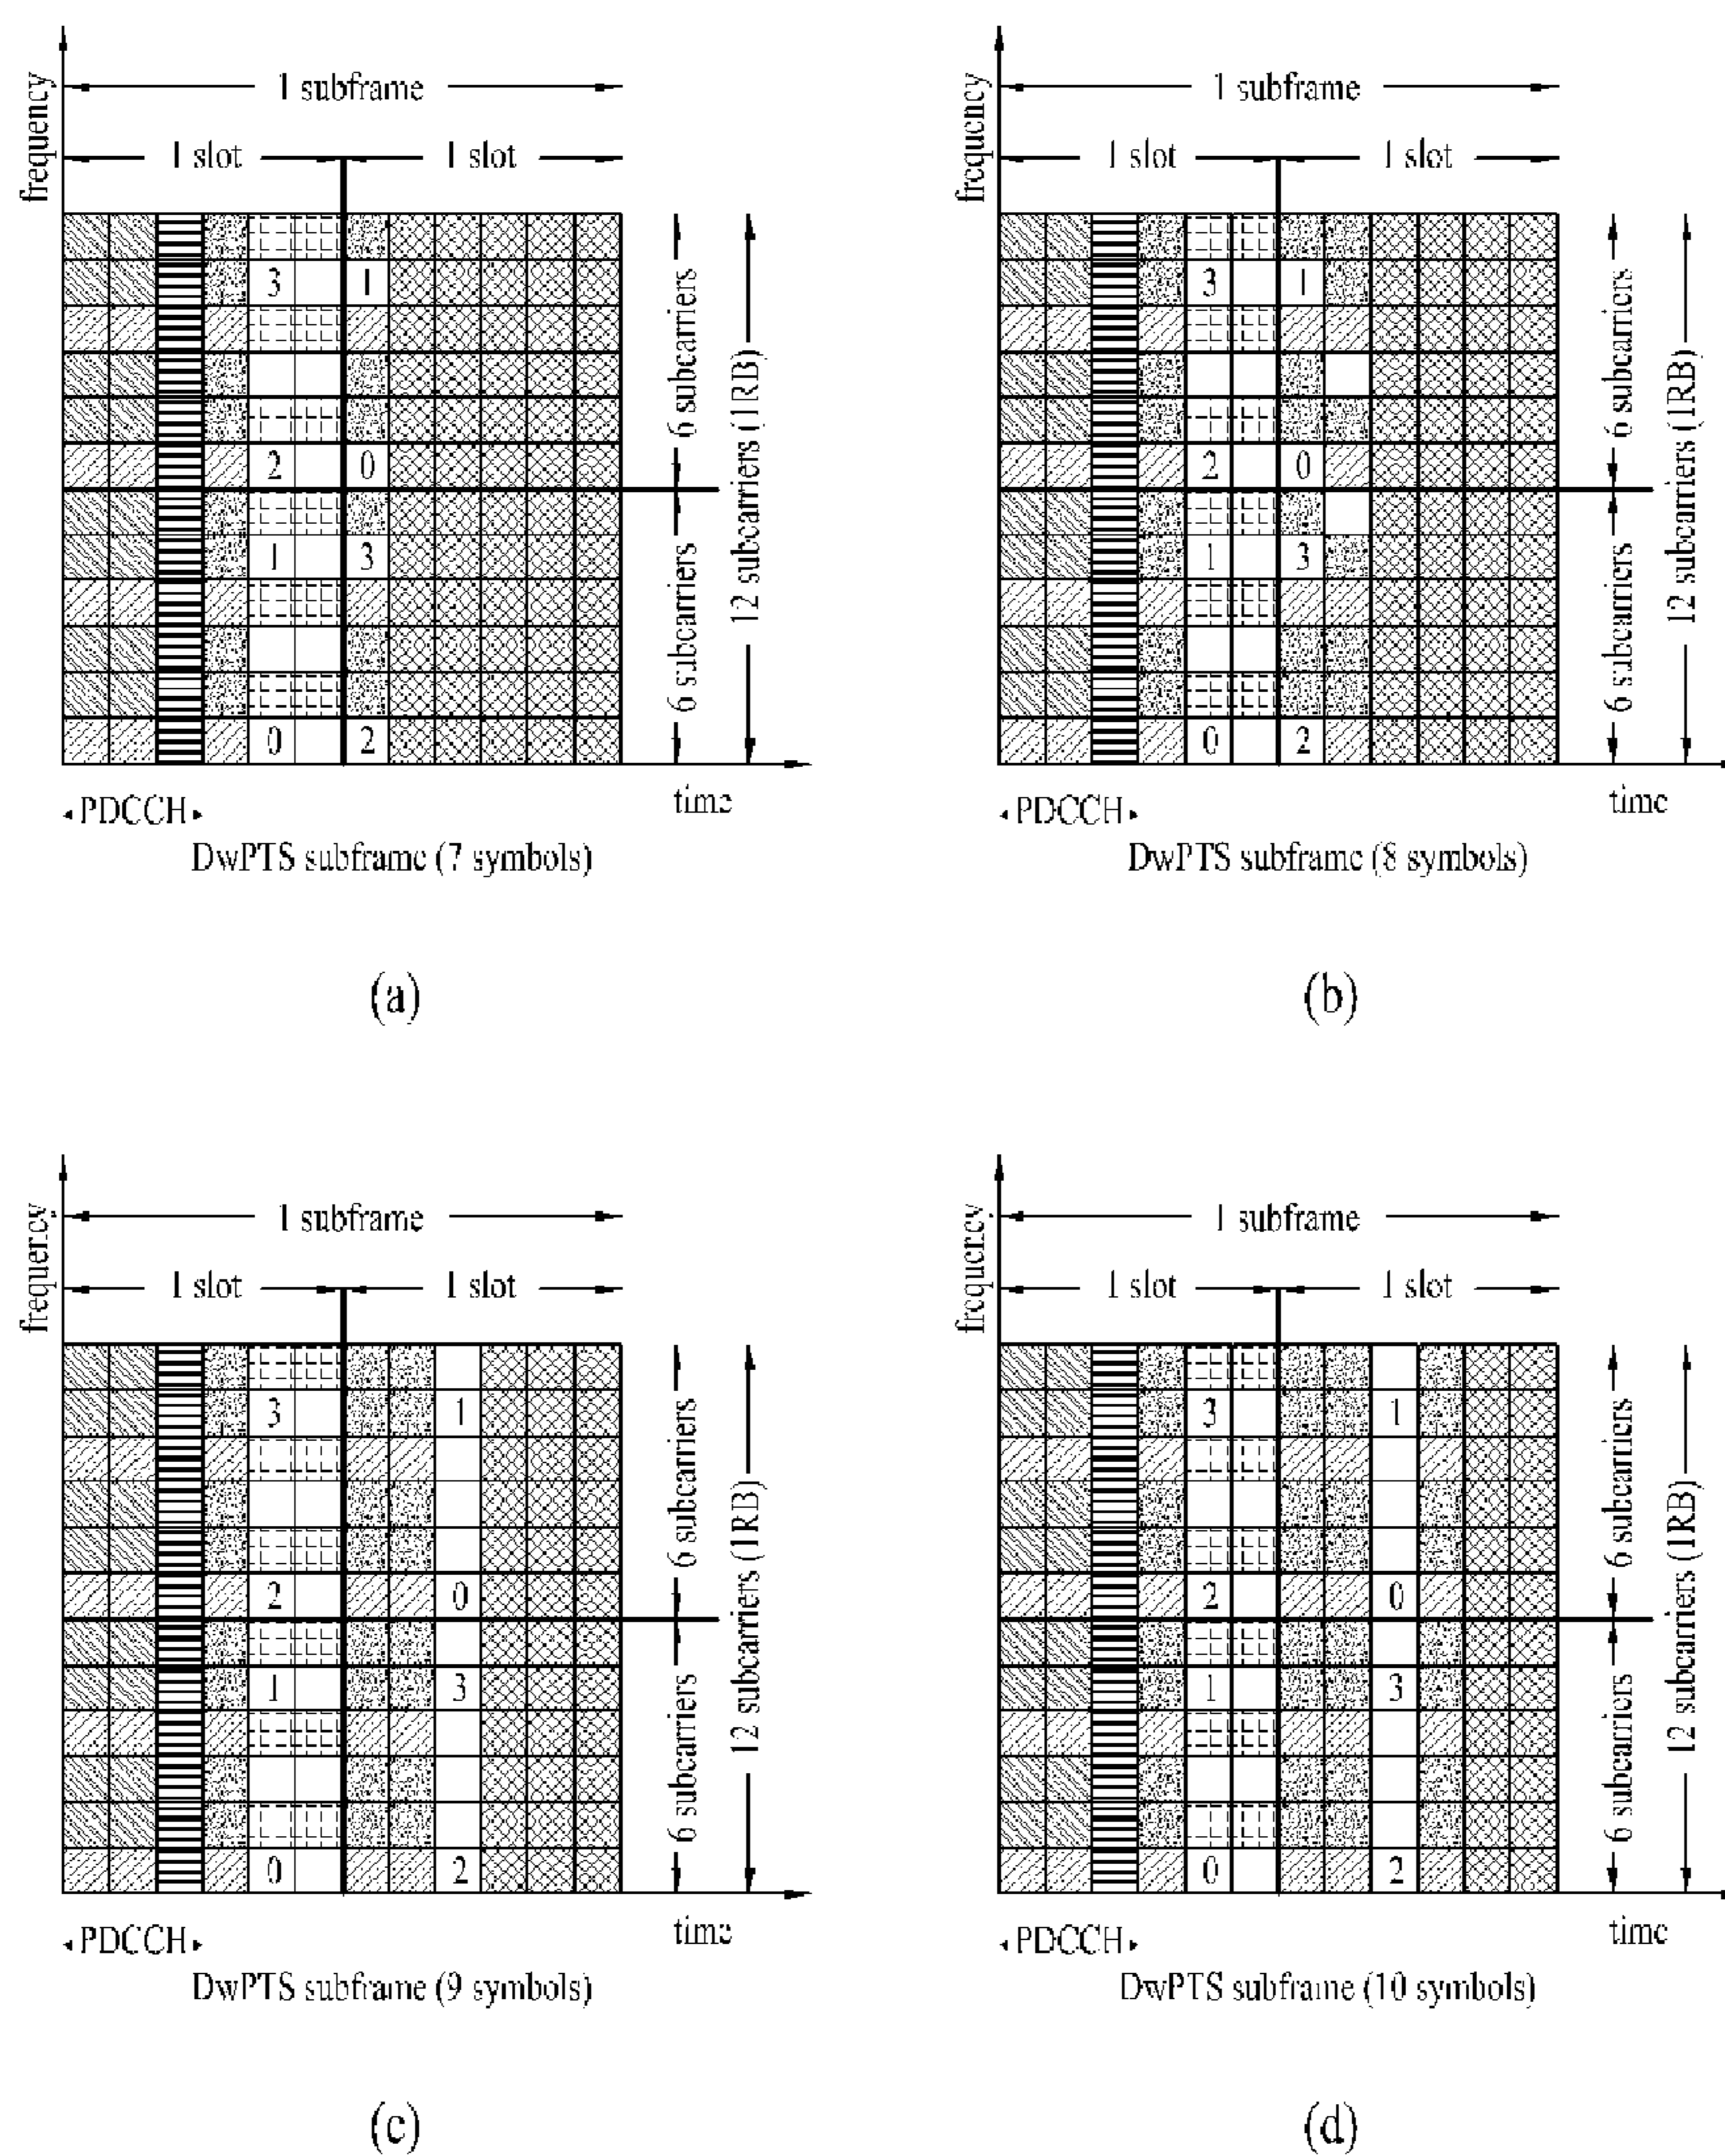 frequency
1 subframe
1 slot 1 slot
3 1
2 0
1 3
0 2
6 subcarriers
6 subcarriers
12 subcarriers (1RB)
time
PDCCH
DwPTS subframe (7 symbols)
(a)
frequency
1 subframe
1 slot 1 slot
3 1
2 0
1 3
0 2
6 subcarriers
6 subcarriers
12 subcarriers (1RB)
time
PDCCH
DwPTS subframe (8 symbols)
(b)
frequency
1 subframe
1 slot 1 slot
3 1
2 0
1 3
0 2
6 subcarriers
6 subcarriers
12 subcarriers (1RB)
time
PDCCH
DwPTS subframe (9 symbols)
(c)
frequency
1 subframe
1 slot 1 slot
3 1
2 0
1 3
0 2
6 subcarriers
6 subcarriers
12 subcarriers (1RB)
time
PDCCH
DwPTS subframe (10 symbols)
(d)